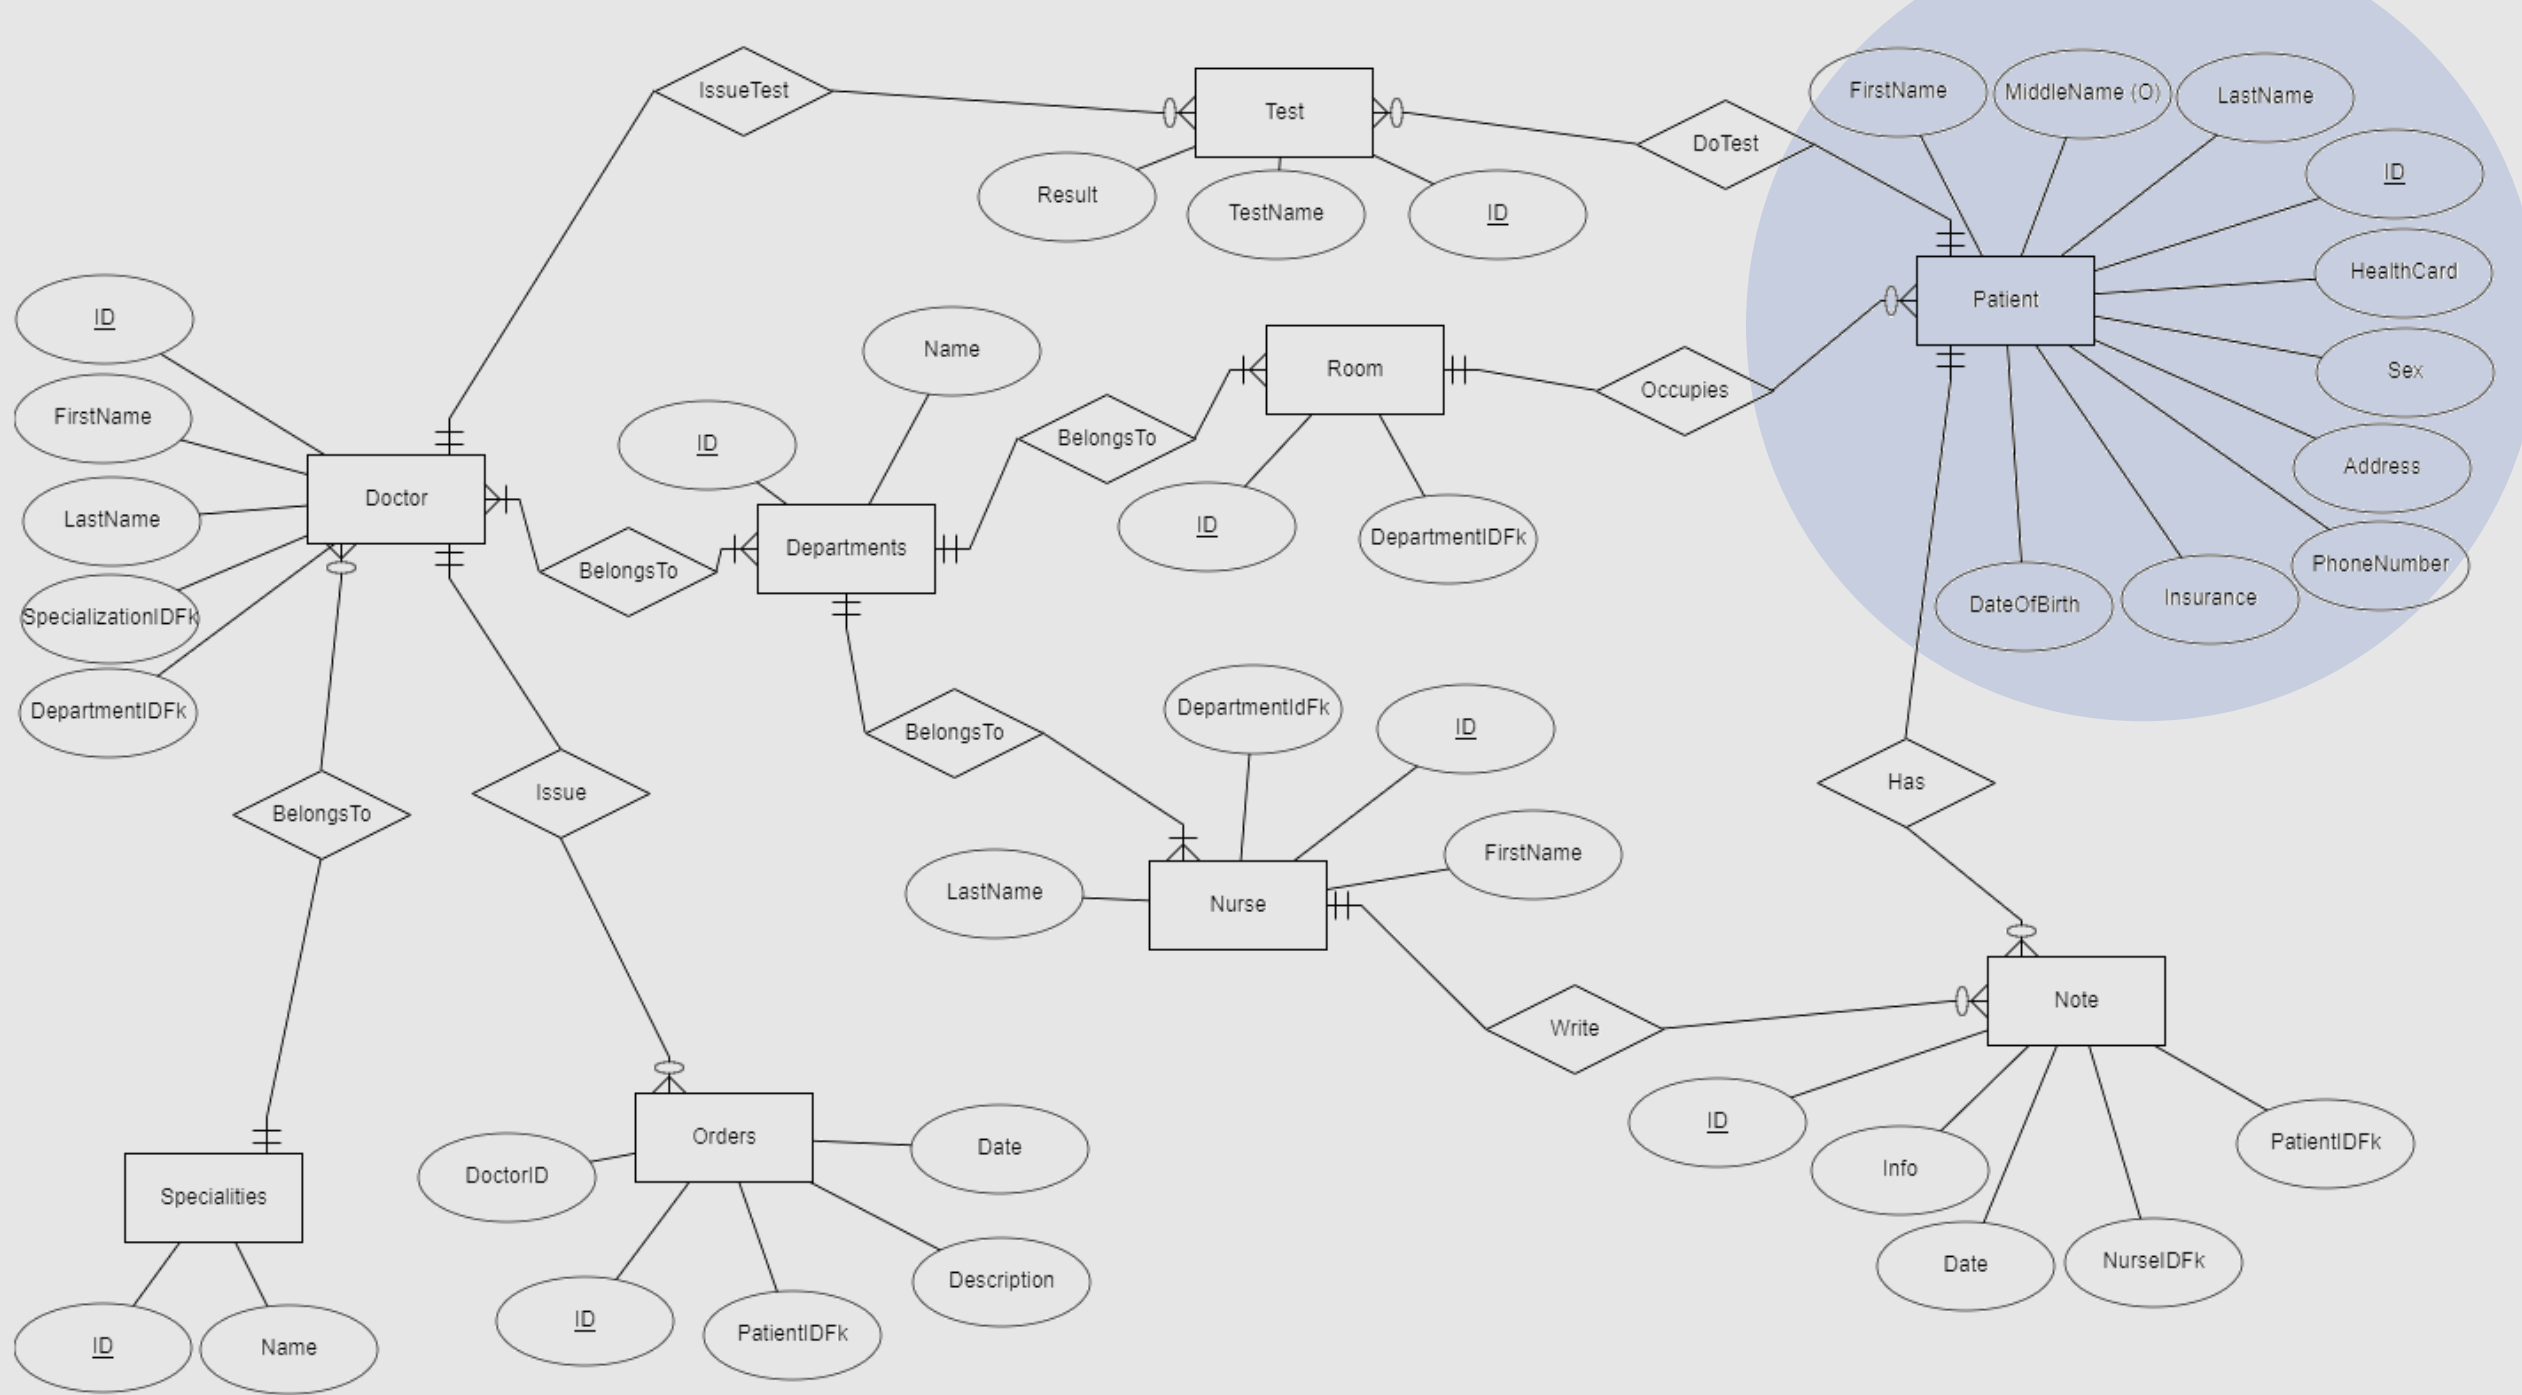 IssueTest
Test
DoTest
FirstName
MiddleName (O)
LastName
ID
HealthCard
Sex
Address
PhoneNumber
Insurance
DateOfBirth
Patient
Result
TestName
ID
ID
FirstName
LastName
SpecializationIDFk
DepartmentIDFk
Doctor
BelongsTo
ID
Name
Departments
BelongsTo
Room
ID
DepartmentIDFk
Occupies
BelongsTo
Issue
BelongsTo
DepartmentIdFk
ID
FirstName
LastName
Nurse
Has
Write
Note
ID
Info
Date
NurseIDFk
PatientIDFk
Specialities
ID
Name
Orders
DoctorID
Date
ID
PatientIDFk
Description